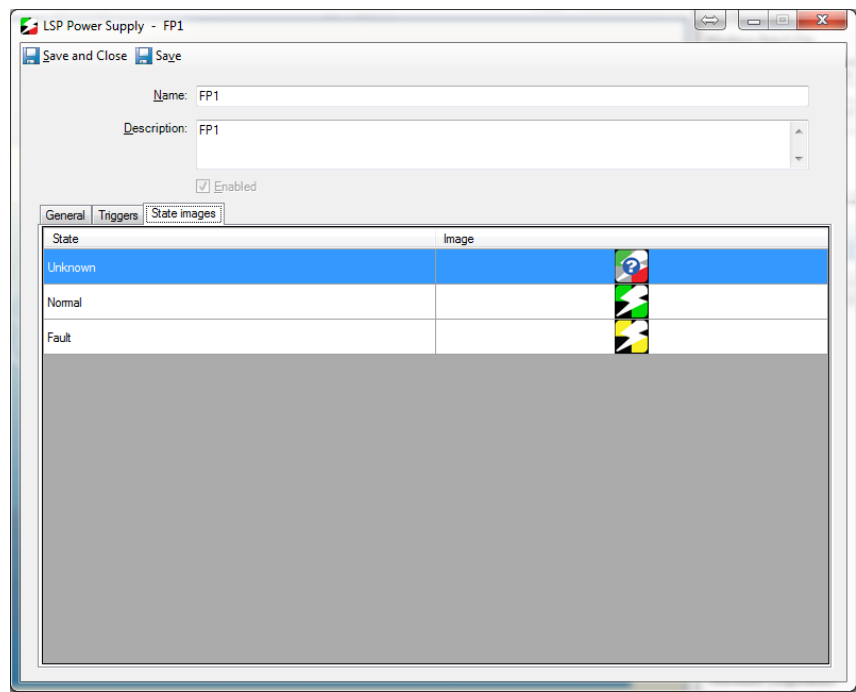 LSP Power Supply - FP1
Save and Close Save
Name: FP1
Description: FP1
Enabled
General Triggers State images
State Image
Unknown
Normal
Fault